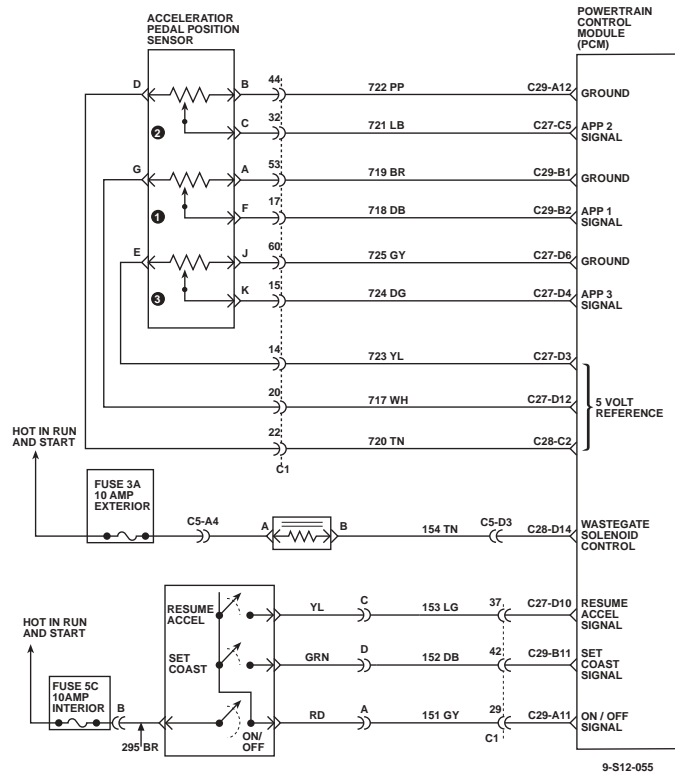 ACCELERATIOR
PEDAL POSITION
SENSOR
POWERTRAIN
CONTROL
MODULE
(PCM)
D
B
44
722 PP
C29-A12
GROUND
2
C
32
721 LB
C27-C5
APP 2
SIGNAL
G
A
53
719 BR
C29-B1
GROUND
1
F
17
718 DB
C29-B2
APP 1
SIGNAL
E
J
60
725 GY
C27-D6
GROUND
3
K
15
724 DG
C27-D4
APP 3
SIGNAL
14
723 YL
C27-D3
20
717 WH
C27-D12
5 VOLT
REFERENCE
22
720 TN
C28-C2
C1
HOT IN RUN
AND START
FUSE 3A
10 AMP
EXTERIOR
C5-A4
A
B
154 TN
C5-D3
C28-D14
WASTEGATE
SOLENOID
CONTROL
HOT IN RUN
AND START
RESUME
ACCEL
YL
C
153 LG
37
C27-D10
RESUME
ACCEL
SIGNAL
SET
COAST
GRN
D
152 DB
42
C29-B11
SET
COAST
SIGNAL
FUSE 5C
10AMP
INTERIOR
B
295 BR
ON/
OFF
RD
A
151 GY
29
C1
C29-A11
ON / OFF
SIGNAL
9-S12-055